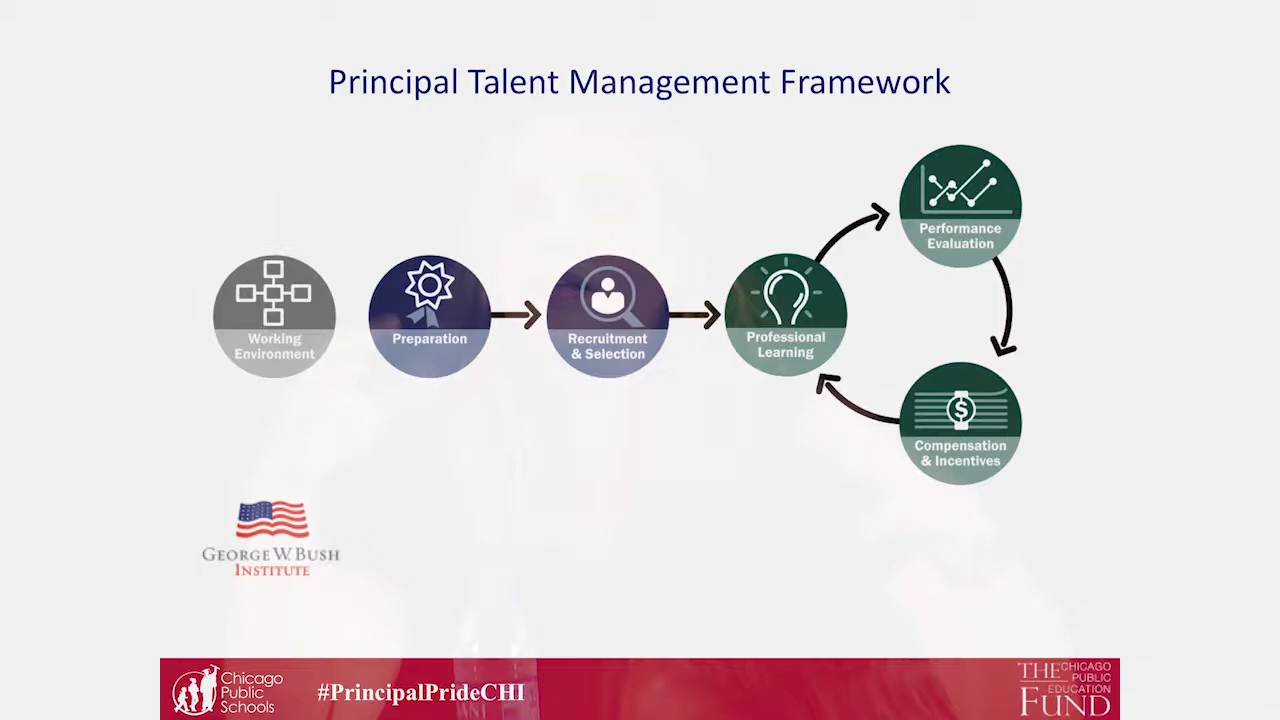 Principal Talent Management Framework
Performance
Evaluation
Working
Environment
Preparation
Recruitment
& Selection
Professional
Learning
$
Compensation
& Incentives
GEORGE W. BUSH
INSTITUTE
Chicago
Public
Schools
#PrincipalPrideCHI
THE CHICAGO
PUBLIC
EDUCATION
FUND